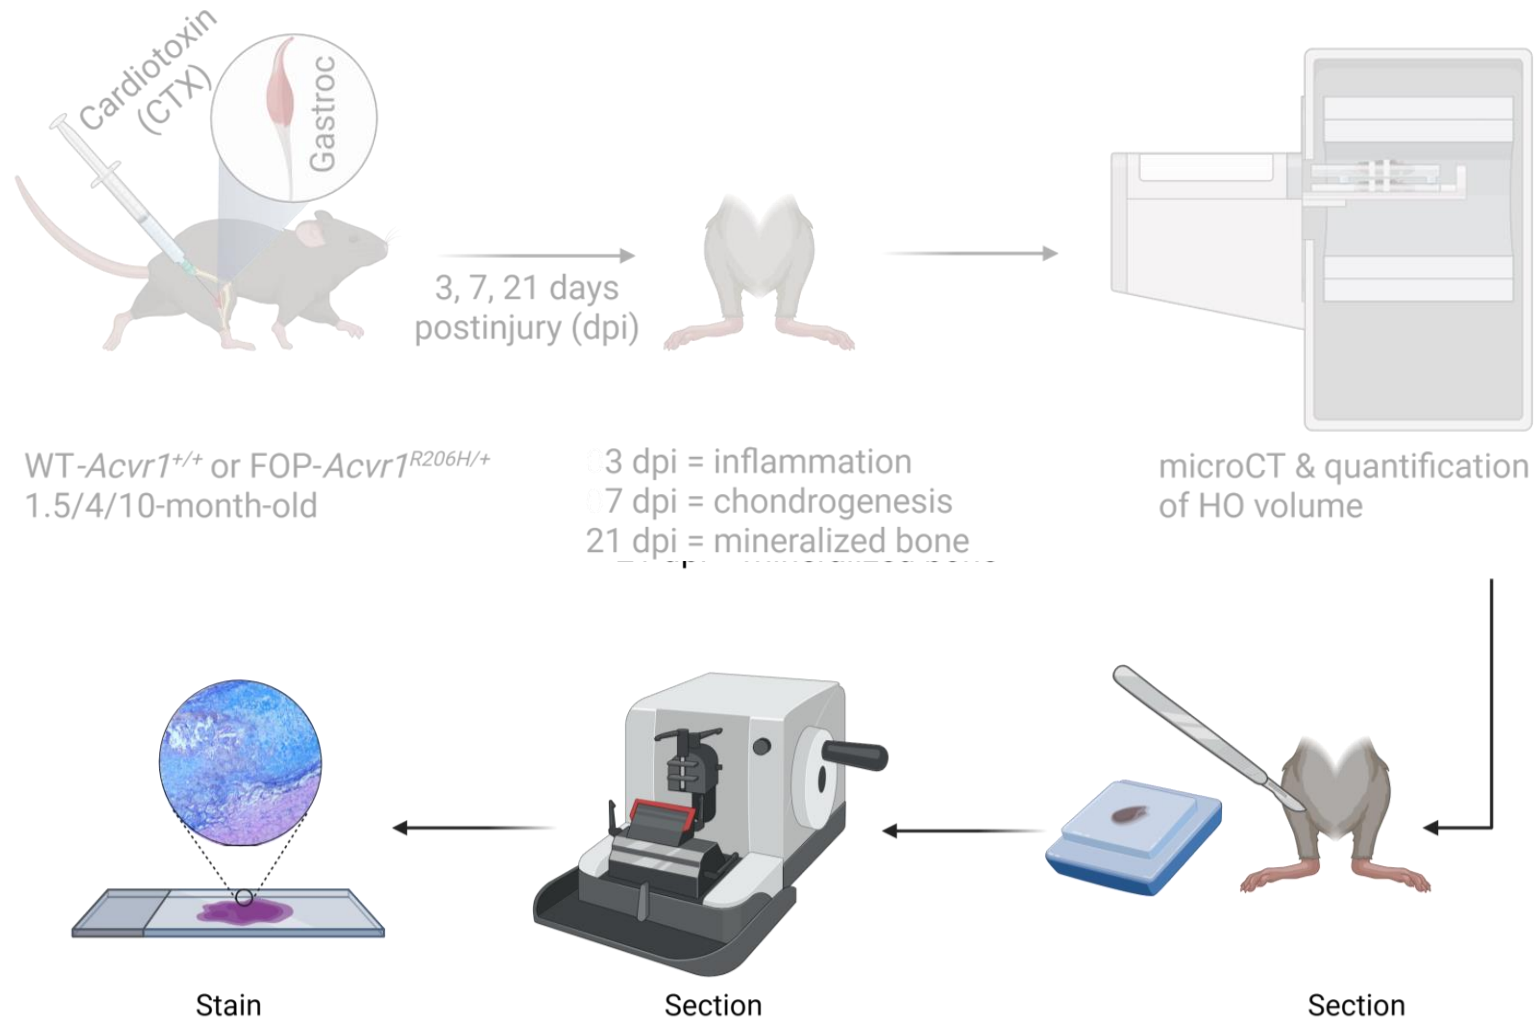 Cardiotoxin
(CTX)
Gastroc
3, 7, 21 days
postinjury (dpi)
WT-Acvr1+/+ or FOP-Acvr1R206H/+
1.5/4/10-month-old
3 dpi = inflammation
7 dpi = chondrogenesis
21 dpi = mineralized bone
microCT & quantification
of HO volume
Stain
Section
Section